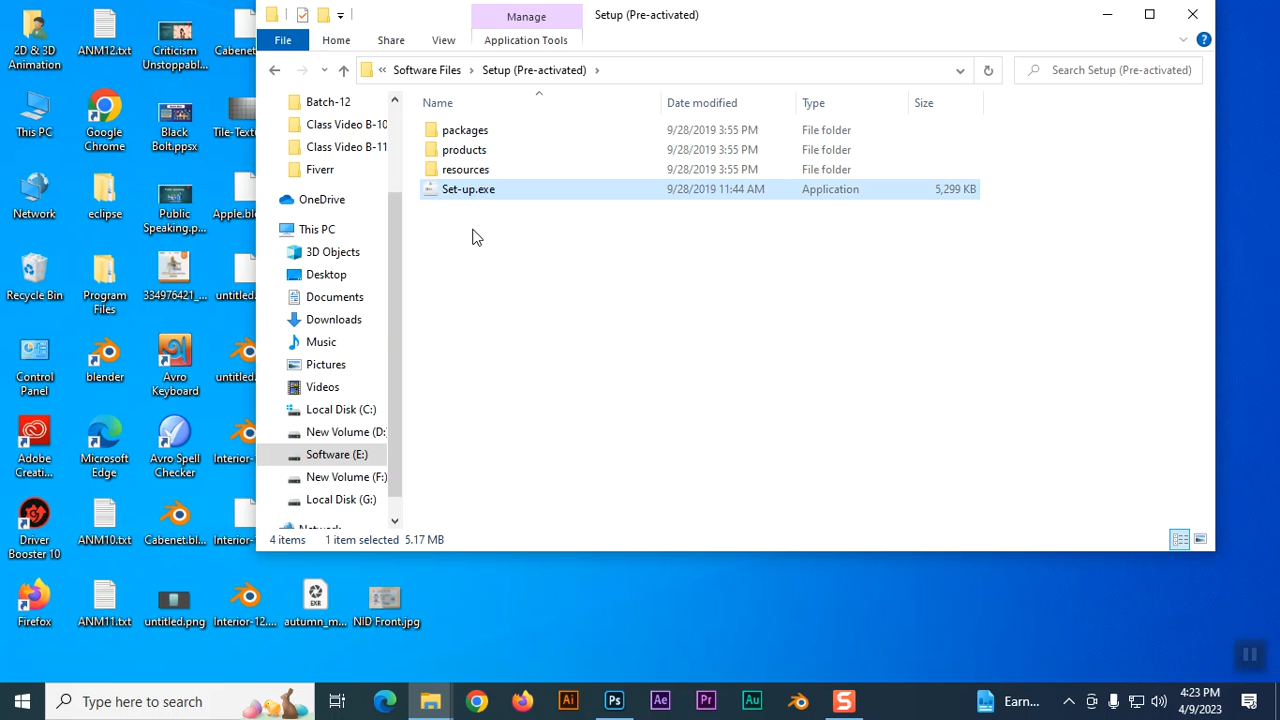 Manage
Setup (Pre-activated)
File
Home
Share
View
Application Tools
«
Software Files
Setup (Pre-activated)
Search Setup (Pre-activated)
Batch-12
Class Video B-10
Class Video B-11
Fiverr
OneDrive
This PC
3D Objects
Desktop
Documents
Downloads
Music
Pictures
Videos
Local Disk (C:)
New Volume (D:
Software (E:)
New Volume (F:)
Local Disk (G:)
Network
Name
Date modified
Type
Size
packages 9/28/2019 3:55 PM File folder
products 9/28/2019 3:55 PM File folder
resources 9/28/2019 3:55 PM File folder
Set-up.exe 9/28/2019 11:44 AM Application 5,299 KB
4 items 1 item selected 5.17 MB
2D & 3D
Animation
ANM12.txt
Criticism
Unstoppabl...
Cabenet
This PC
Google
Chrome
Black
Bolt.ppsx
Tile-Textu
Network
eclipse
Public
Speaking.p...
Apple.bl
Recycle Bin
Program
Files
334976421_...
untitled.
Control
Panel
blender
Avro
Keyboard
untitled.
Adobe
Creati...
Microsoft
Edge
Avro Spell
Checker
Interior-
Driver
Booster 10
ANM10.txt
Cabenet.bl...
Interior-
Firefox
ANM11.txt
untitled.png
Interior-12....
EXR
autumn_m...
NID Front.jpg
Type here to search
Ai
Ps
Ae
Pr
Au
S
Earn...
4:23 PM
4/9/2023